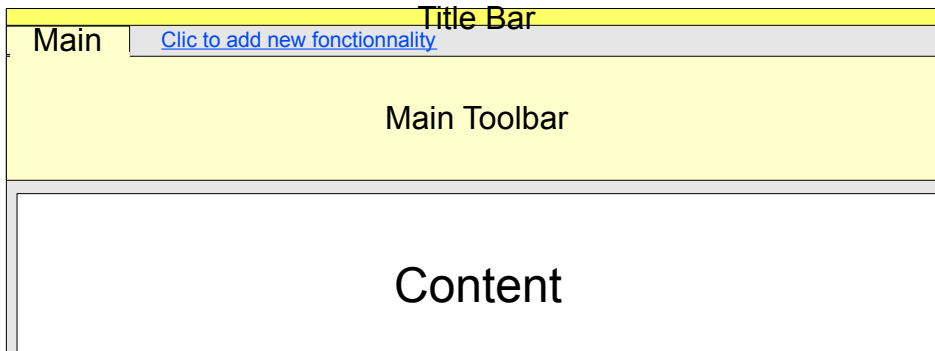 Title Bar
Main
Clic to add new fonctionnality
Main Toolbar
Content